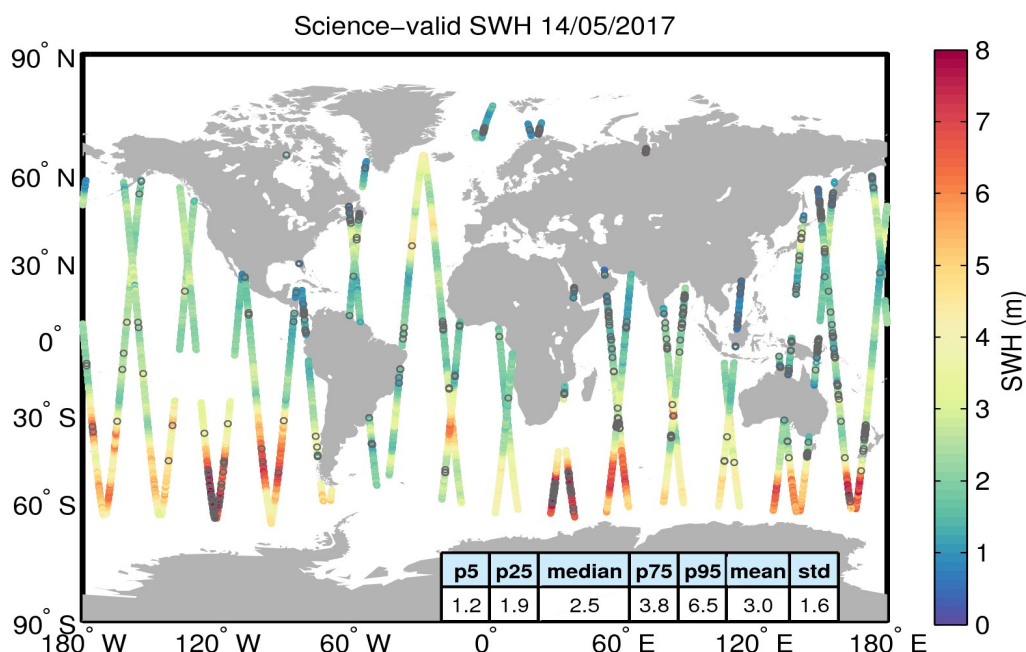 Science−valid SWH 14/05/2017
90° N
60° N
30° N
0°
30° S
60° S
90° S
180° W 120° W 60° W 0° 60° E 120° E 180° E
p5 p25 median p75 p95 mean std
1.2 1.9 2.5 3.8 6.5 3.0 1.6
8
7
6
5
4
3
2
1
0
SWH (m)